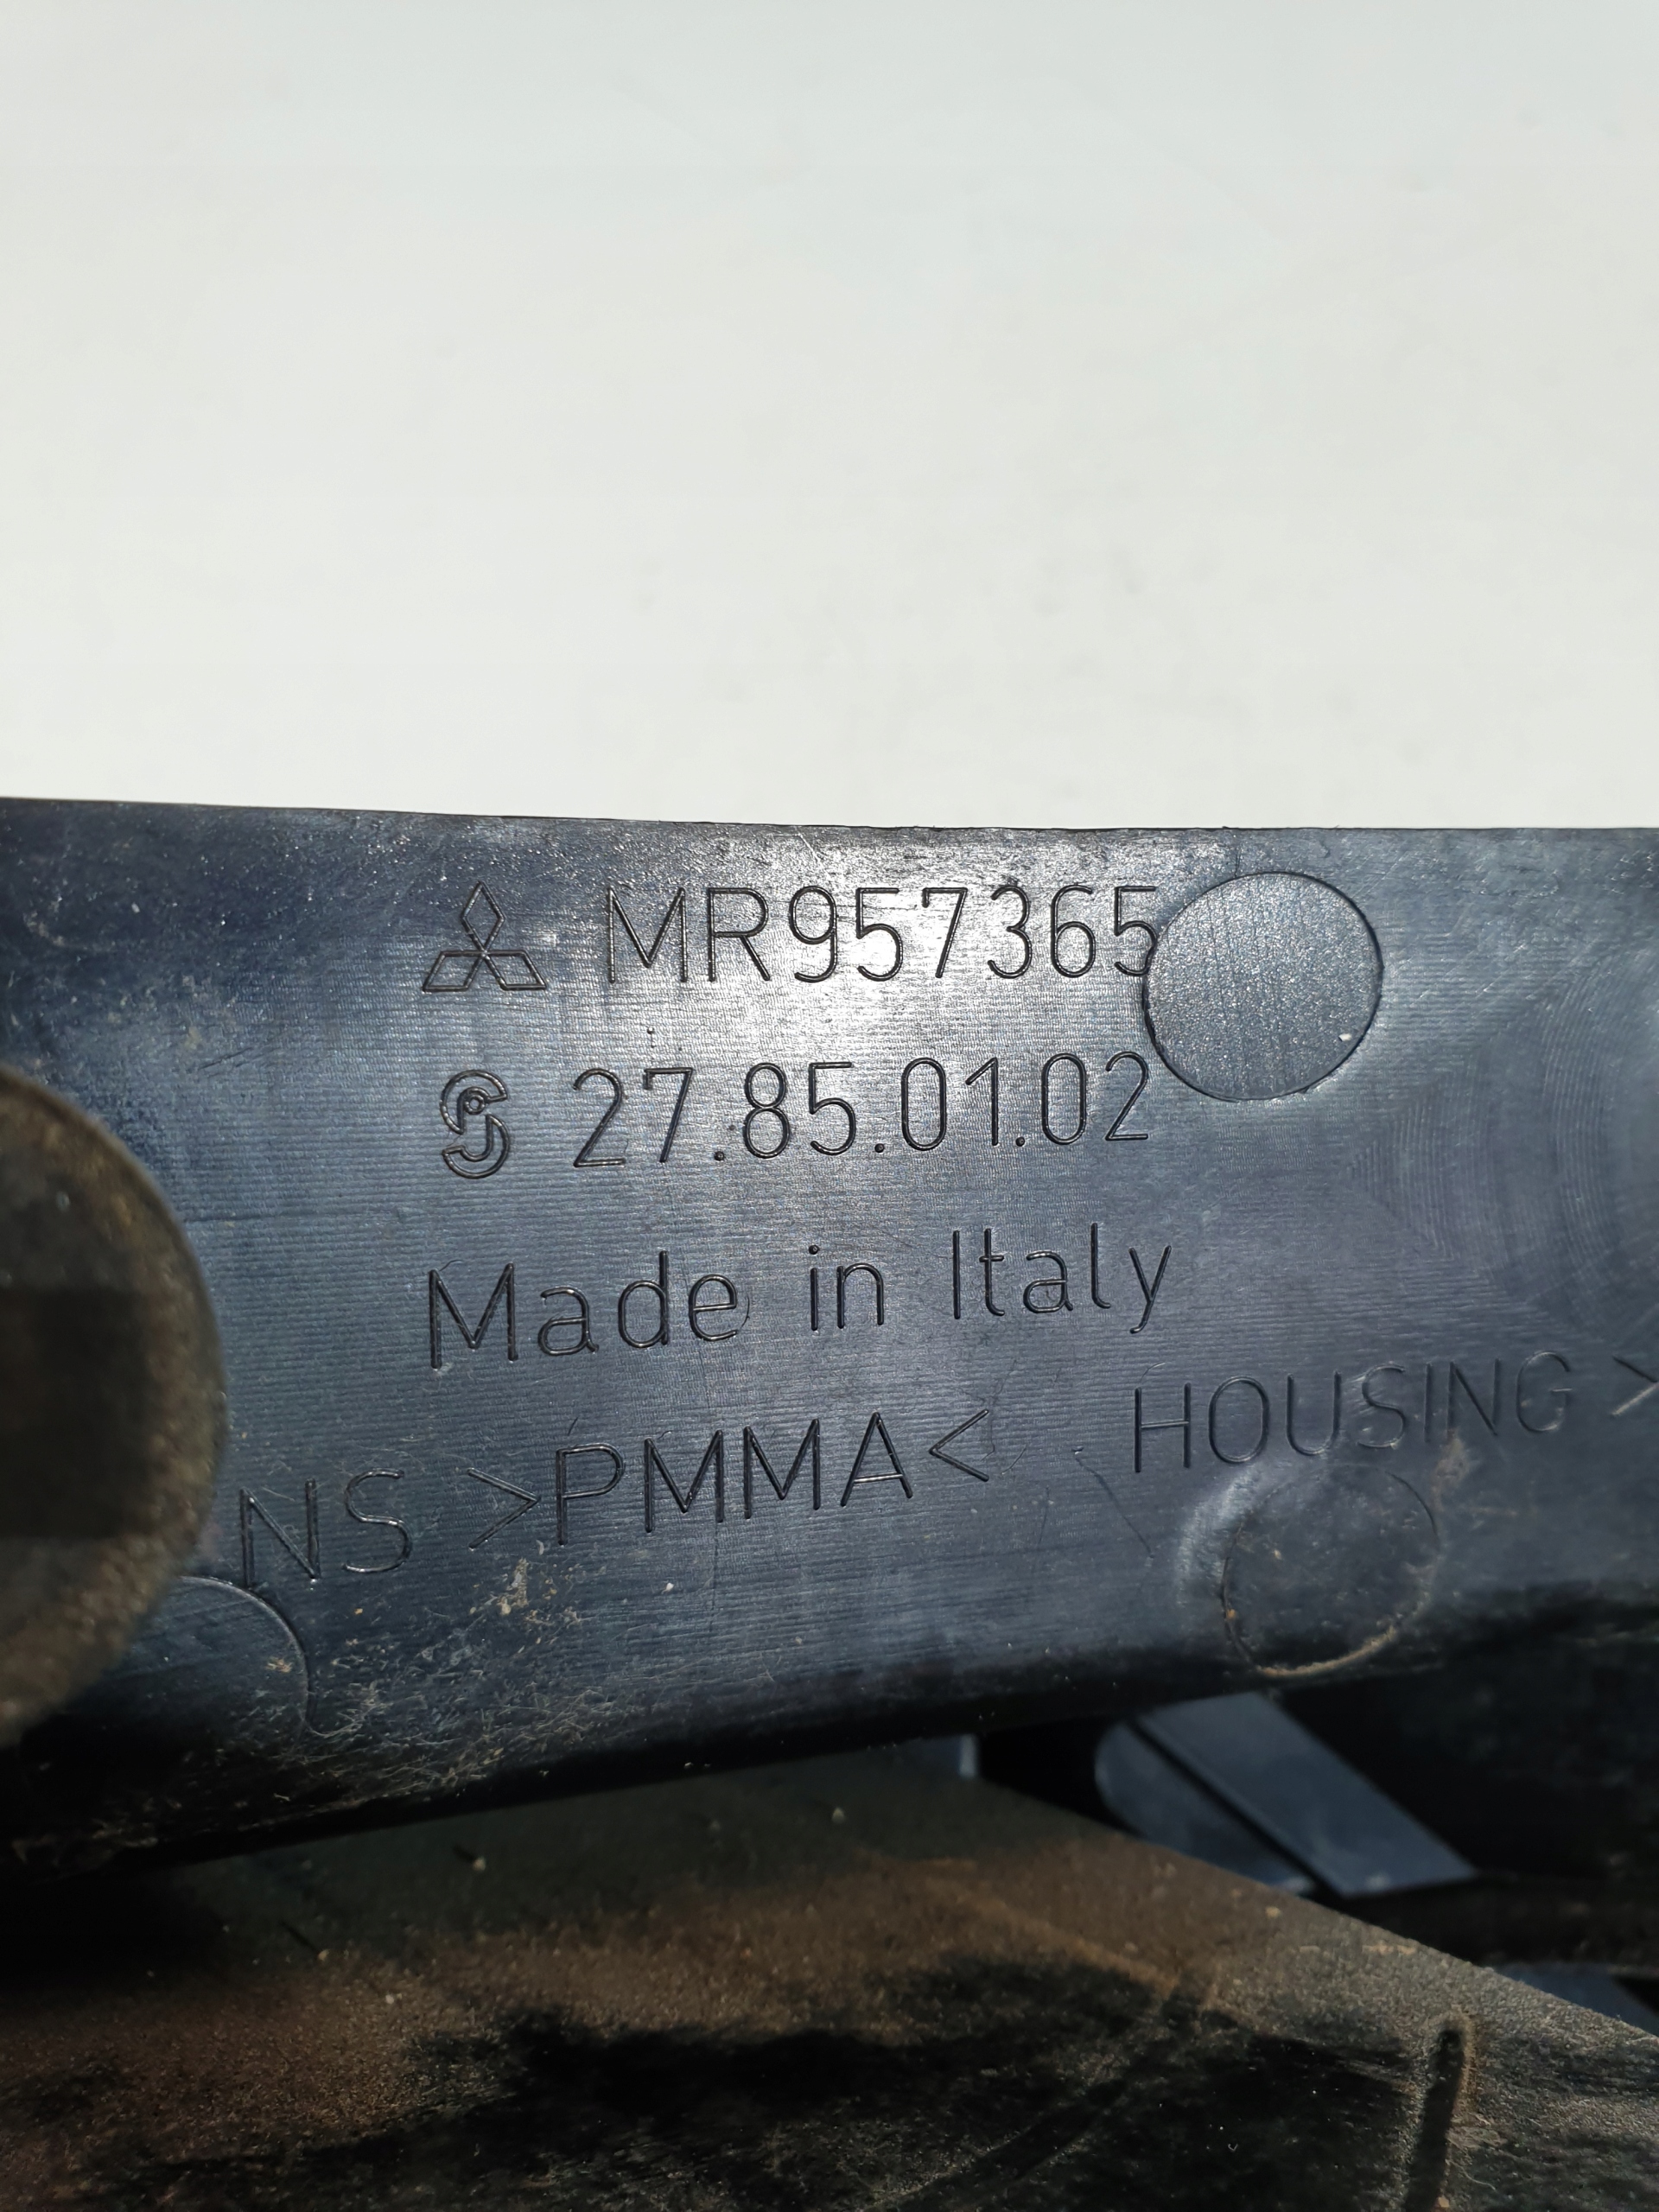 MR957365
27.85.01.02
Made in Italy
NS >PMMA< HOUSING >